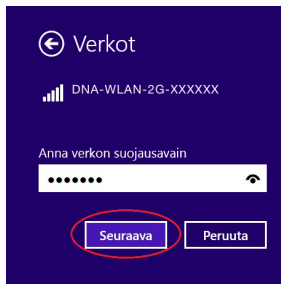 Verkot
DNA-WLAN-2G-XXXXXX
Anna verkon suojausavain
•••••••
Seuraava Peruuta